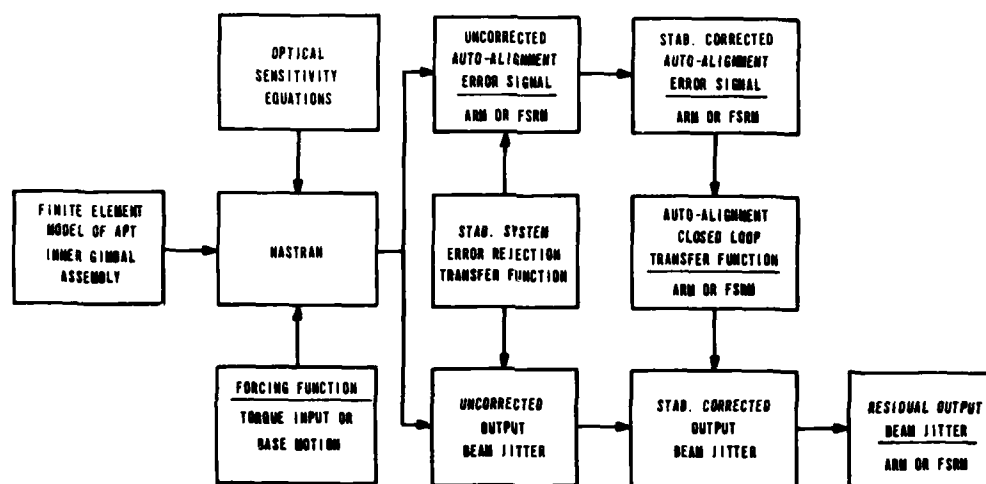 OPTICAL
SENSITIVITY
EQUATIONS
UNCORRECTED
AUTO-ALIGNMENT
ERROR SIGNAL
ARM OR FSRM
STAB. CORRECTED
AUTO-ALIGNMENT
ERROR SIGNAL
ARM OR FSRM
FINITE ELEMENT
MODEL OF APT
INNER GIMBAL
ASSEMBLY
NASTRAN
STAB. SYSTEM
ERROR REJECTION
TRANSFER FUNCTION
AUTO-ALIGNMENT
CLOSED LOOP
TRANSFER FUNCTION
ARM OR FSRM
FORCING FUNCTION
TORQUE INPUT OR
BASE MOTION
UNCORRECTED
OUTPUT
BEAM JITTER
STAB. CORRECTED
OUTPUT
BEAM JITTER
RESIDUAL OUTPUT
BEAM JITTER
ARM OR FSRM